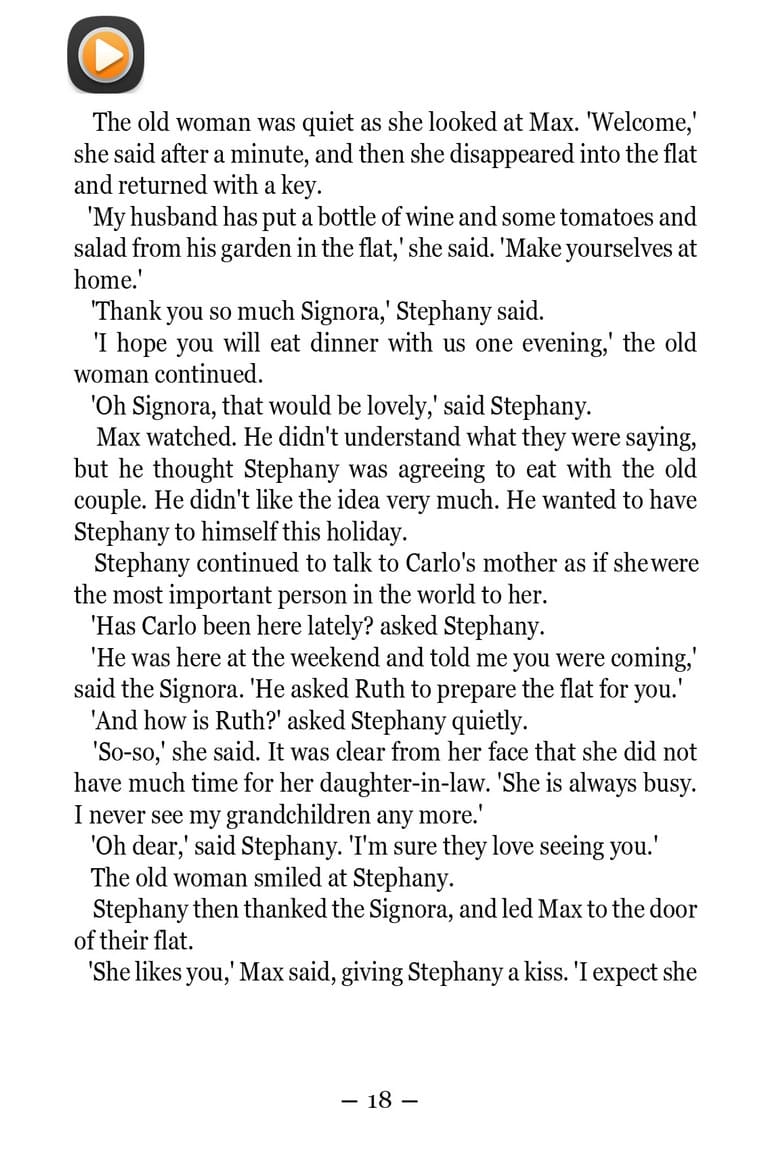 The old woman was quiet as she looked at Max. 'Welcome,'
she said after a minute, and then she disappeared into the flat
and returned with a key.
'My husband has put a bottle of wine and some tomatoes and
salad from his garden in the flat,' she said. 'Make yourselves at
home.'
'Thank you so much Signora,' Stephany said.
'I hope you will eat dinner with us one evening,' the old
woman continued.
'Oh Signora, that would be lovely,' said Stephany.
Max watched. He didn't understand what they were saying,
but he thought Stephany was agreeing to eat with the old
couple. He didn't like the idea very much. He wanted to have
Stephany to himself this holiday.
Stephany continued to talk to Carlo's mother as if she were
the most important person in the world to her.
'Has Carlo been here lately? asked Stephany.
'He was here at the weekend and told me you were coming,'
said the Signora. 'He asked Ruth to prepare the flat for you.'
'And how is Ruth?' asked Stephany quietly.
'So-so,' she said. It was clear from her face that she did not
have much time for her daughter-in-law. 'She is always busy.
I never see my grandchildren any more.'
'Oh dear,' said Stephany. 'I'm sure they love seeing you.'
The old woman smiled at Stephany.
Stephany then thanked the Signora, and led Max to the door
of their flat.
'She likes you,' Max said, giving Stephany a kiss. 'I expect she
– 18 –